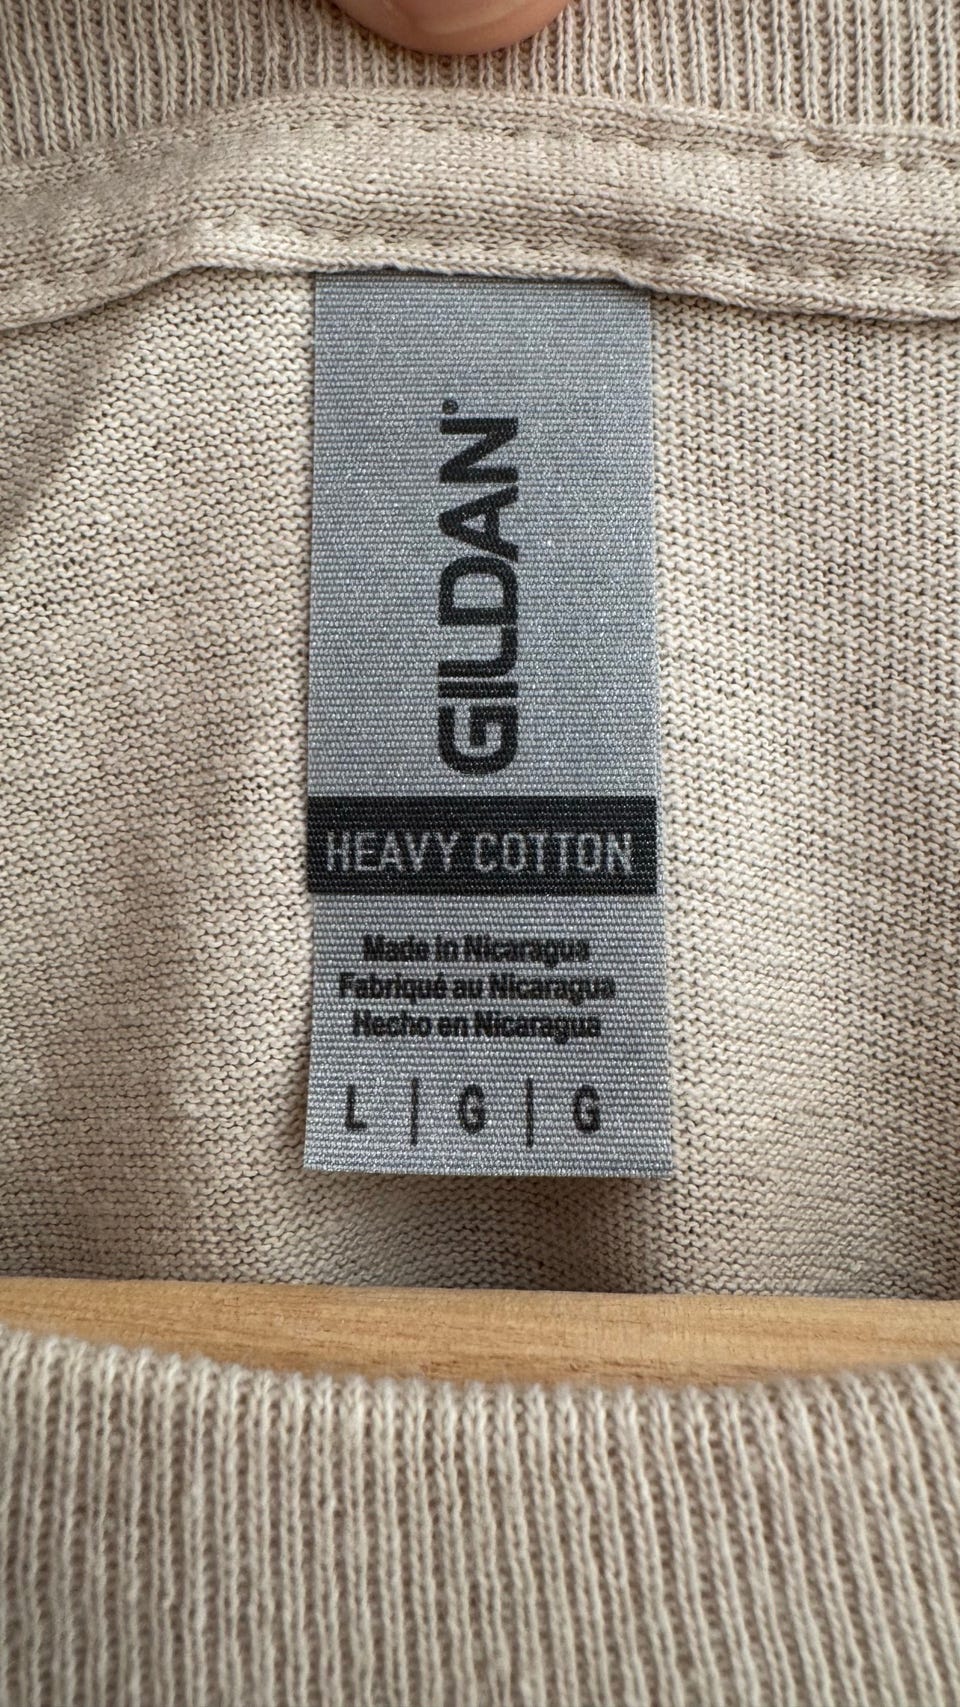 GILDAN®
HEAVY COTTON
Made in Nicaragua
Fabriqué au Nicaragua
Hecho en Nicaragua
L | G | G